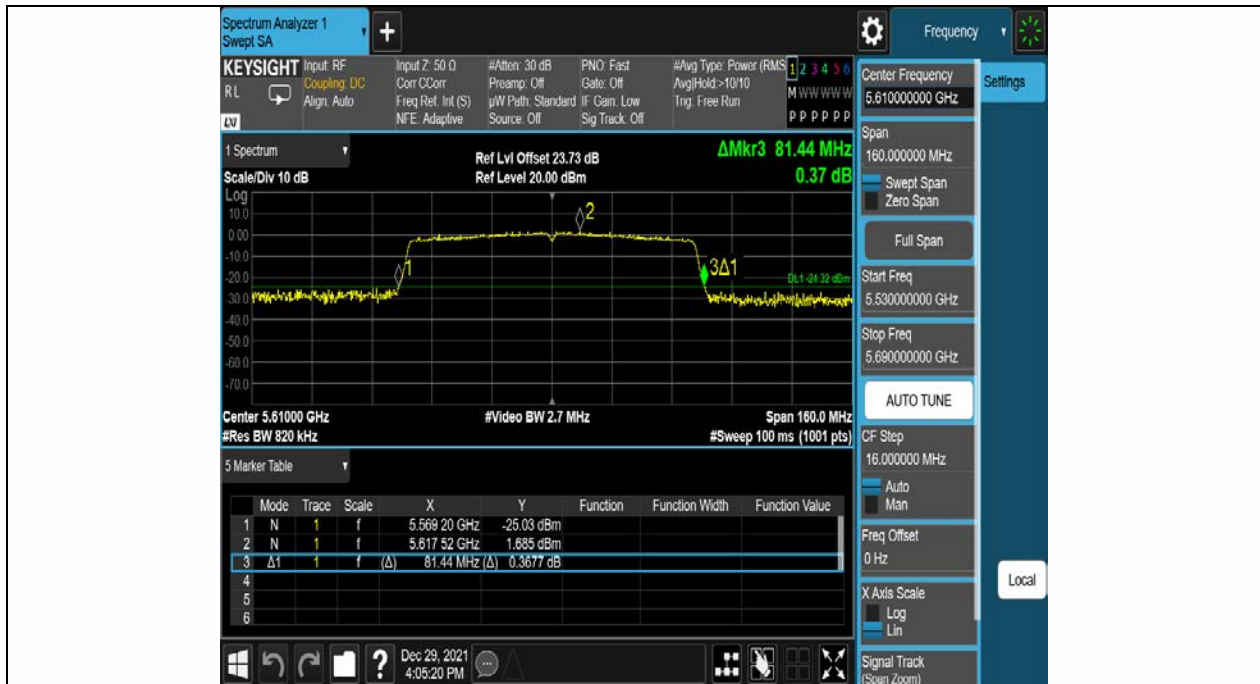 Spectrum Analyzer 1
Swept SA
Frequency
KEYSIGHT
RL
LXI
Input: RF
Coupling: DC
Align: Auto
Input Z: 50 Ω
Corr CCorr
Freq Ref: Int (S)
NFE: Adaptive
#Atten: 30 dB
Preamp: Off
µW Path: Standard
Source: Off
PNO: Fast
Gate: Off
IF Gain: Low
Sig Track: Off
#Avg Type: Power (RMS
Avg|Hold:>10/10
Trig: Free Run
1 2 3 4 5 6
M W W W W W
P P P P P P
1 Spectrum
Scale/Div 10 dB
Ref Lvl Offset 23.73 dB
Ref Level 20.00 dBm
ΔMkr3 81.44 MHz
0.37 dB
Log
10.0
0.00
-10.0
-20.0
-30.0
-40.0
-50.0
-60.0
-70.0
1
2
3Δ1
DL1 -24.32 dBm
Center 5.61000 GHz
#Res BW 820 kHz
#Video BW 2.7 MHz
Span 160.0 MHz
#Sweep 100 ms (1001 pts)
5 Marker Table
Mode Trace Scale X Y Function Function Width Function Value
1 N 1 f 5.569 20 GHz -25.03 dBm
2 N 1 f 5.617 52 GHz 1.685 dBm
3 Δ1 1 f (Δ) 81.44 MHz (Δ) 0.3677 dB
4
5
6
?
Dec 29, 2021
4:05:20 PM
Center Frequency
5.610000000 GHz
Settings
Span
160.000000 MHz
Swept Span
Zero Span
Full Span
Start Freq
5.530000000 GHz
Stop Freq
5.690000000 GHz
AUTO TUNE
CF Step
16.000000 MHz
Auto
Man
Freq Offset
0 Hz
X Axis Scale
Log
Lin
Local
Signal Track
(Span Zoom)